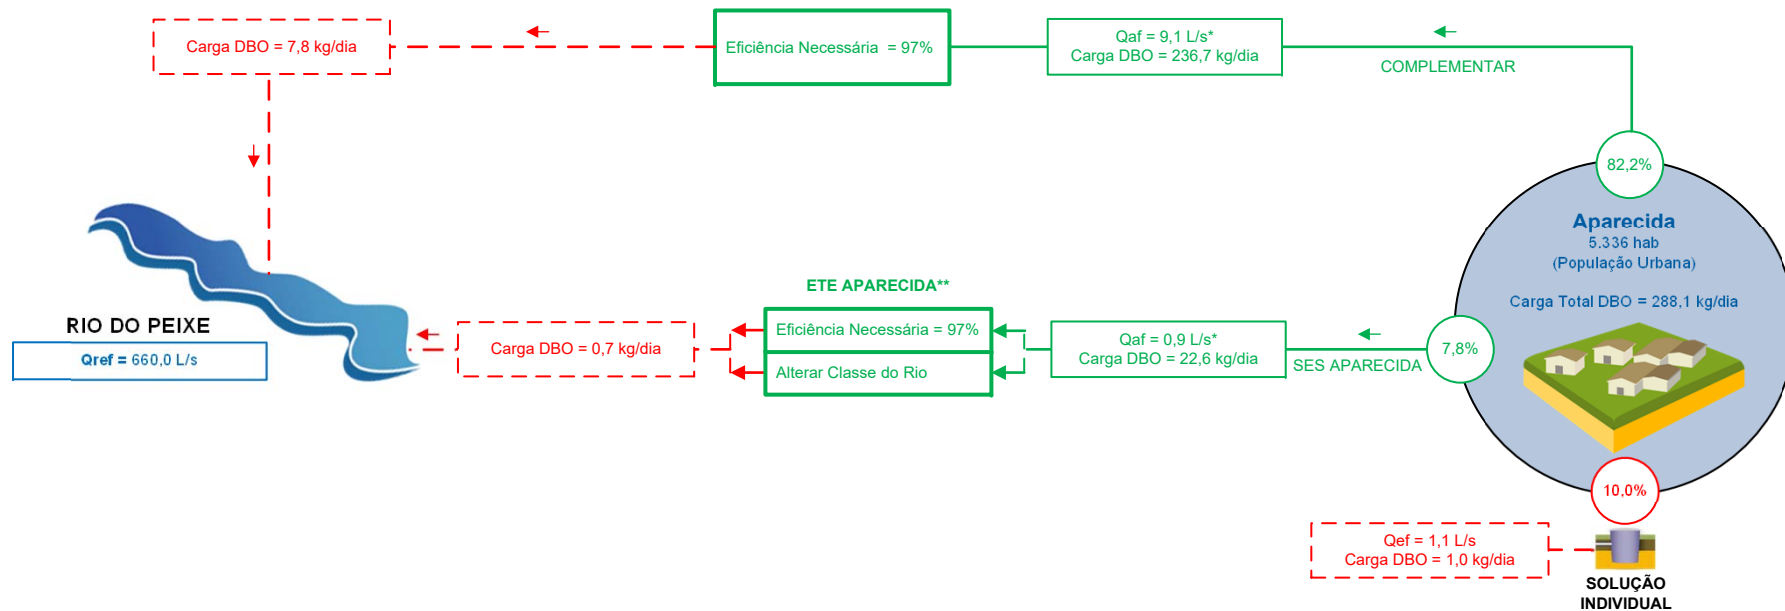 Carga DBO = 7,8 kg/dia
Eficiência Necessária = 97%
Qaf = 9,1 L/s*
Carga DBO = 236,7 kg/dia
COMPLEMENTAR
82,2%
Aparecida
5.336 hab
(População Urbana)
Carga Total DBO = 288,1 kg/dia
RIO DO PEIXE
Qref = 660,0 L/s
Carga DBO = 0,7 kg/dia
ETE APARECIDA**
Eficiência Necessária = 97%
Alterar Classe do Rio
Qaf = 0,9 L/s*
Carga DBO = 22,6 kg/dia
SES APARECIDA
7,8%
10,0%
Qef = 1,1 L/s
Carga DBO = 1,0 kg/dia
SOLUÇÃO
INDIVIDUAL